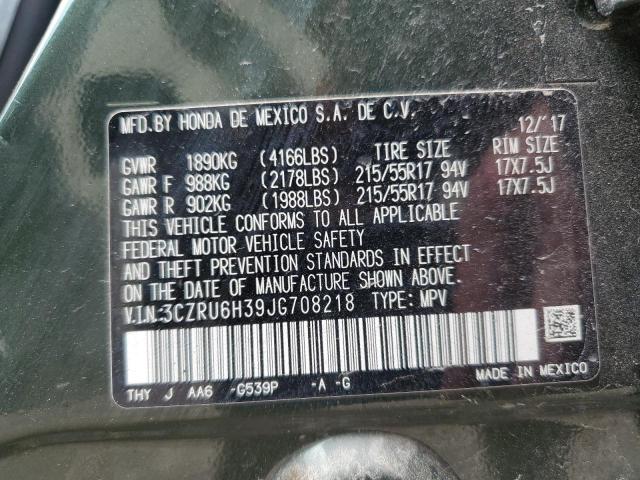 MFD.BY HONDA DE MEXICO S.A. DE C.V.
12/'17
GVWR 1890KG (4166LBS) TIRE SIZE RIM SIZE
GAWR F 988KG (2178LBS) 215/55R17 94V 17X7.5J
GAWR R 902KG (1988LBS) 215/55R17 94V 17X7.5J
THIS VEHICLE CONFORMS TO ALL APPLICABLE
FEDERAL MOTOR VEHICLE SAFETY
AND THEFT PREVENTION STANDARDS IN EFFECT
ON THE DATE OF MANUFACTURE SHOWN ABOVE.
V.I.N:3CZRU6H39JG708218 TYPE: MPV
THY J AA6 -G539P -A -G MADE IN MEXICO